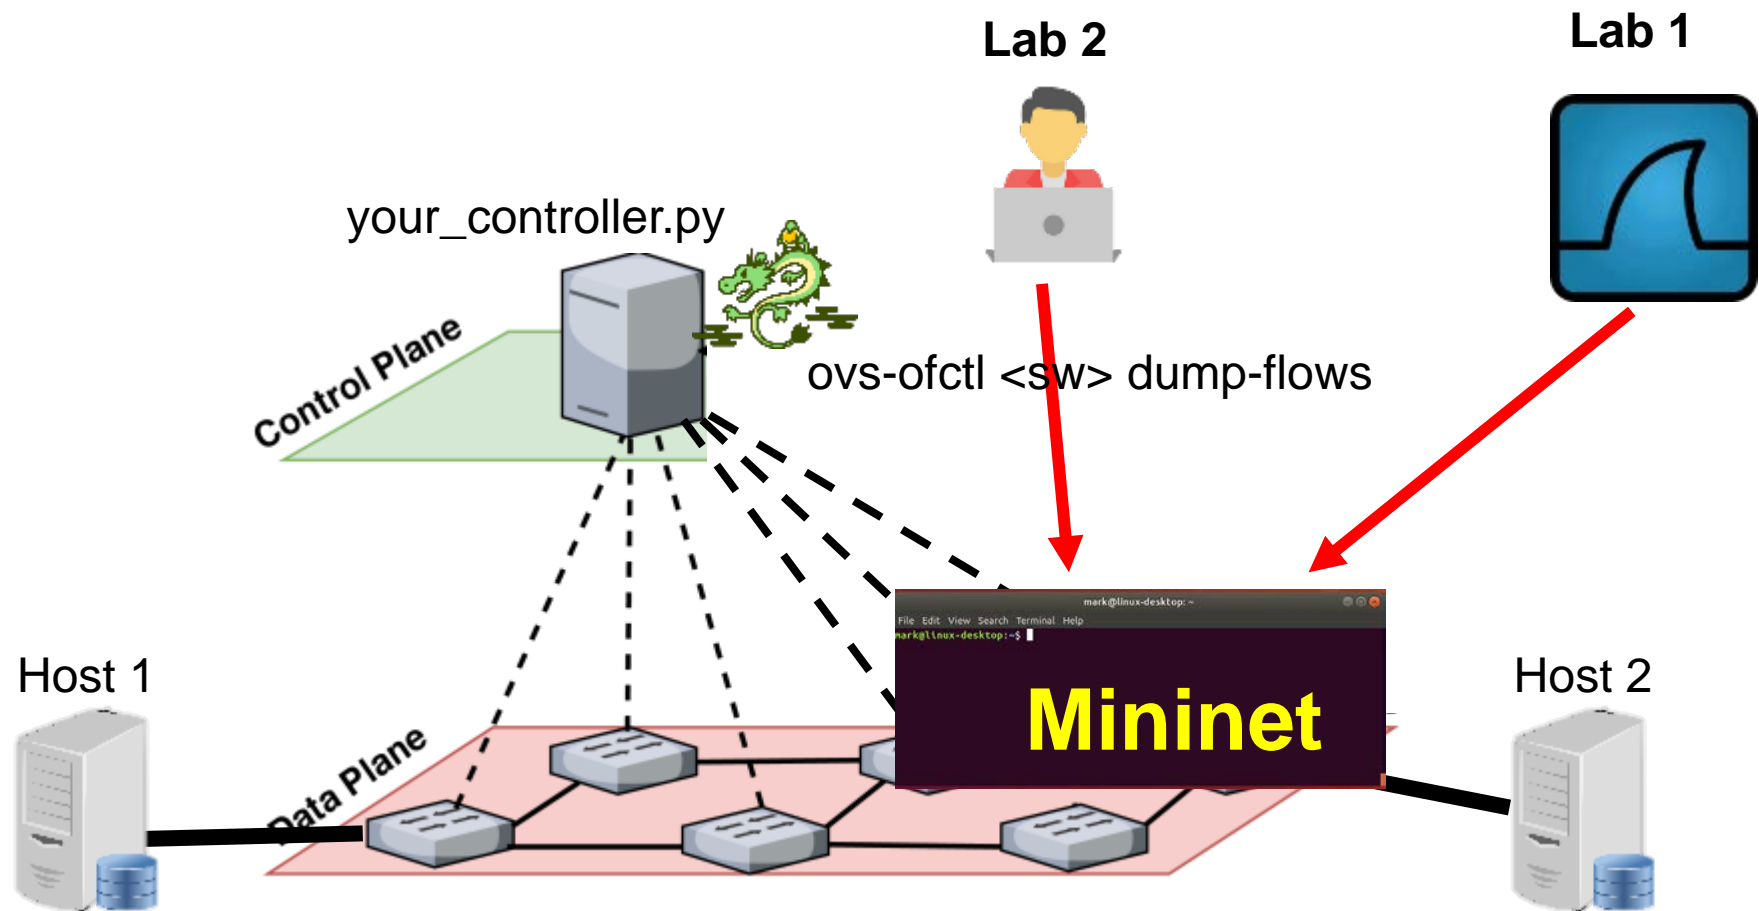 Lab 2
Lab 1
your_controller.py
Control Plane
ovs-ofctl <sw> dump-flows
mark@linux-desktop: ~
File Edit View Search Terminal Help
mark@linux-desktop:~$
Host 1
Host 2
Mininet
Data Plane